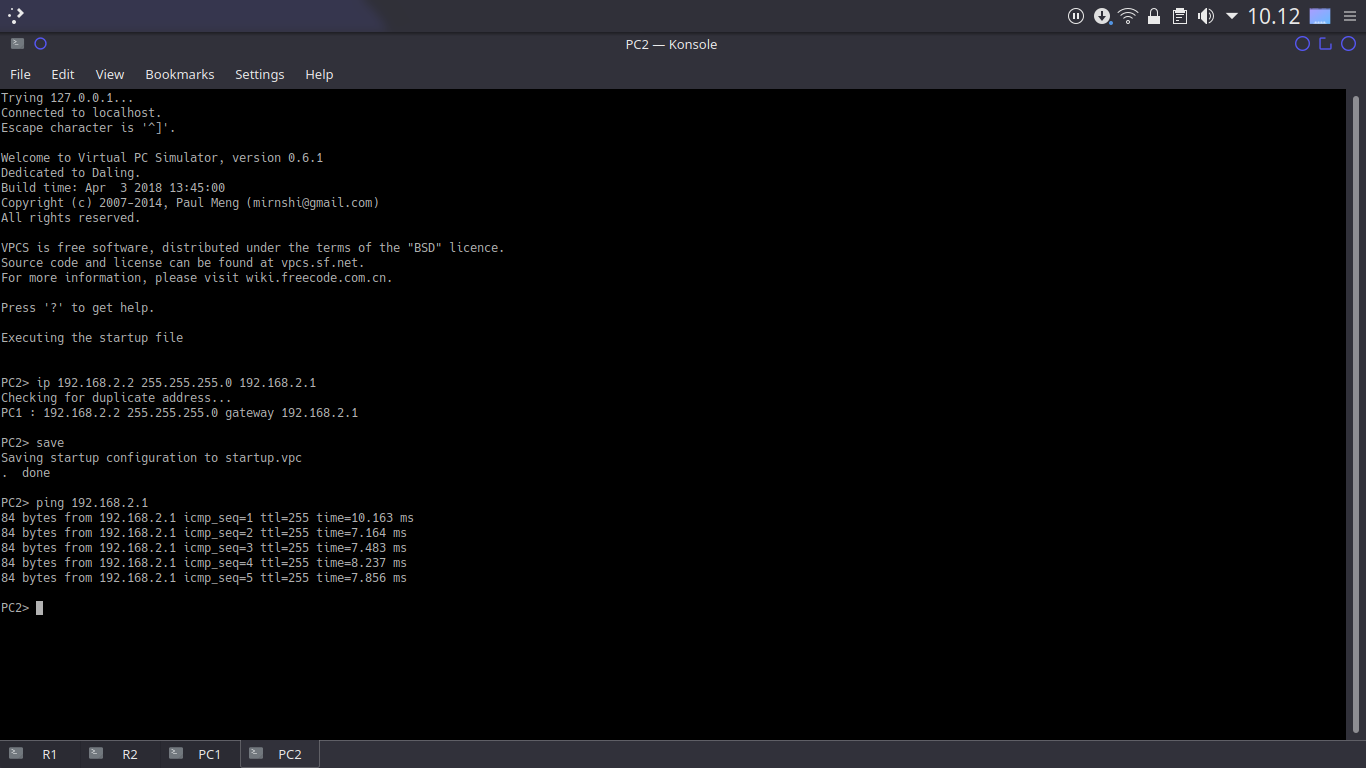 10.12
PC2 — Konsole
File Edit View Bookmarks Settings Help
Trying 127.0.0.1...
Connected to localhost.
Escape character is '^]'.
Welcome to Virtual PC Simulator, version 0.6.1
Dedicated to Daling.
Build time: Apr  3 2018 13:45:00
Copyright (c) 2007-2014, Paul Meng (mirnshi@gmail.com)
All rights reserved.
VPCS is free software, distributed under the terms of the "BSD" licence.
Source code and license can be found at vpcs.sf.net.
For more information, please visit wiki.freecode.com.cn.
Press '?' to get help.
Executing the startup file
PC2> ip 192.168.2.2 255.255.255.0 192.168.2.1
Checking for duplicate address...
PC1 : 192.168.2.2 255.255.255.0 gateway 192.168.2.1
PC2> save
Saving startup configuration to startup.vpc
.  done
PC2> ping 192.168.2.1
84 bytes from 192.168.2.1 icmp_seq=1 ttl=255 time=10.163 ms
84 bytes from 192.168.2.1 icmp_seq=2 ttl=255 time=7.164 ms
84 bytes from 192.168.2.1 icmp_seq=3 ttl=255 time=7.483 ms
84 bytes from 192.168.2.1 icmp_seq=4 ttl=255 time=8.237 ms
84 bytes from 192.168.2.1 icmp_seq=5 ttl=255 time=7.856 ms
PC2>
R1 R2 PC1 PC2